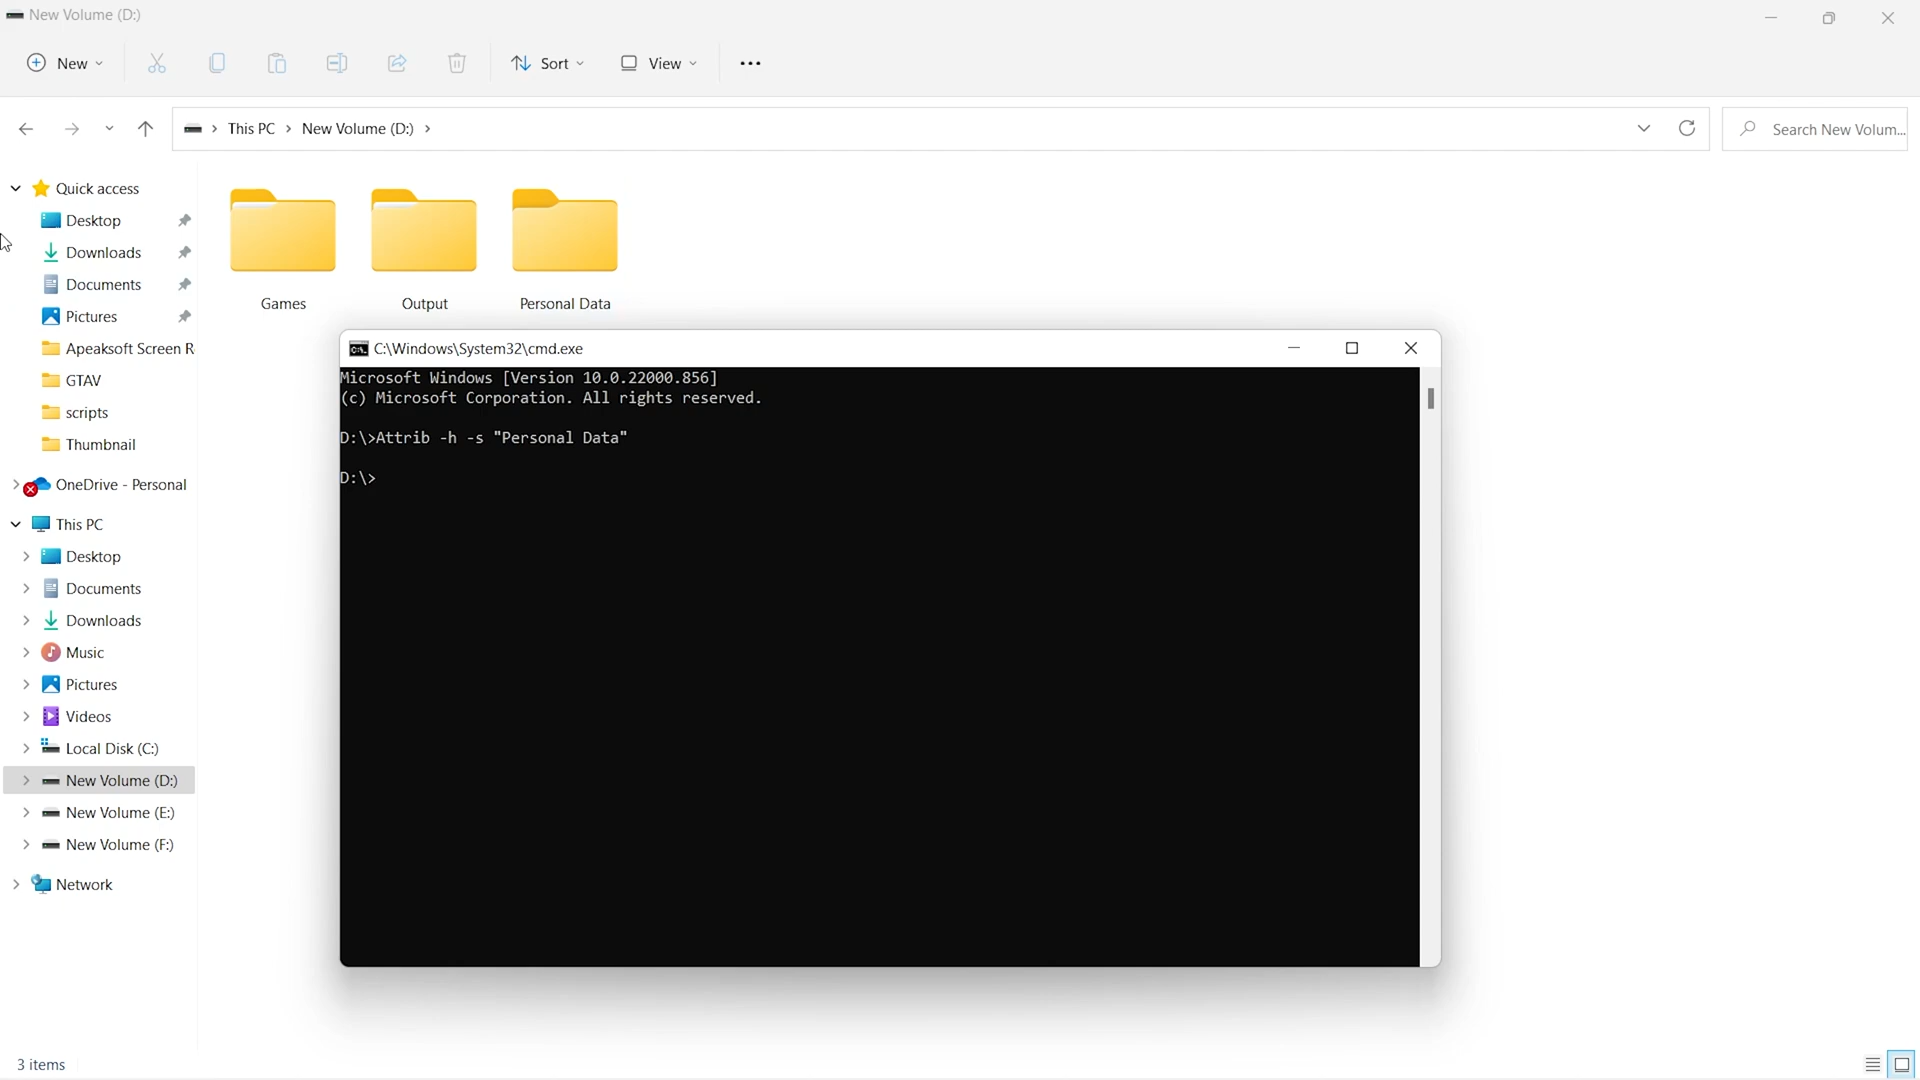 New Volume (D:)
New
Sort
View
This PC
New Volume (D:)
Search New Volum...
Quick access
Desktop
Downloads
Documents
Pictures
Apeaksoft Screen R
GTAV
scripts
Thumbnail
OneDrive - Personal
This PC
Desktop
Documents
Downloads
Music
Pictures
Videos
Local Disk (C:)
New Volume (D:)
New Volume (E:)
New Volume (F:)
Network
Games
Output
Personal Data
C:\Windows\System32\cmd.exe
Microsoft Windows [Version 10.0.22000.856]
(c) Microsoft Corporation. All rights reserved.
D:\>Attrib -h -s "Personal Data"
D:\>
3 items